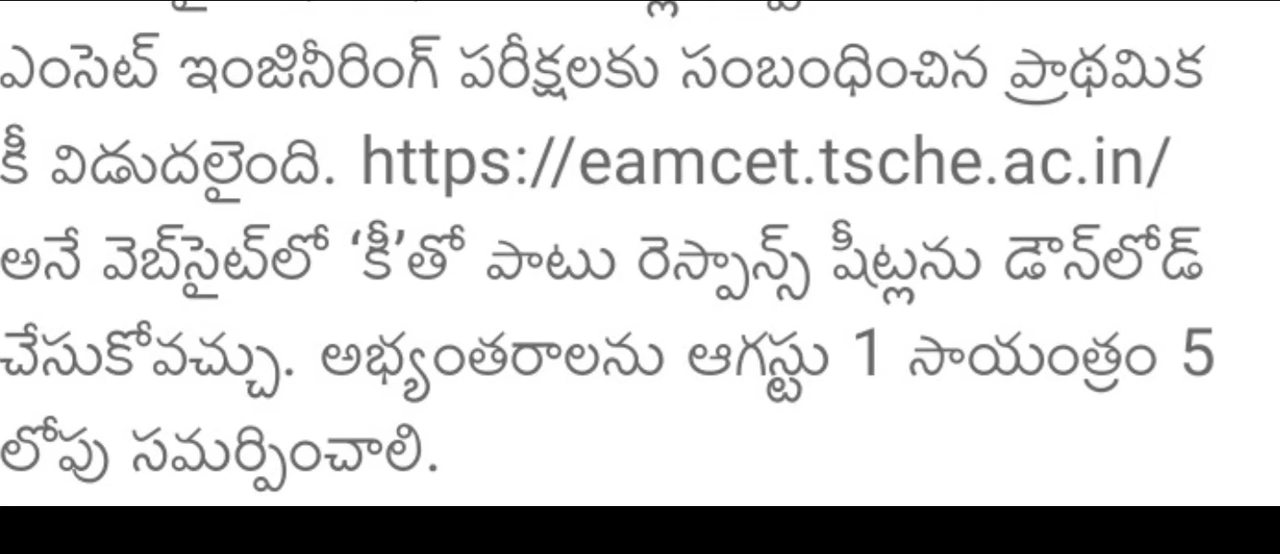 ఎంసెట్ ఇంజినీరింగ్ పరీక్షలకు సంబంధించిన ప్రాథమిక
కీ విడుదలైంది. https://eamcet.tsche.ac.in/
అనే వెబ్‌సైట్‌లో ‘కీ’తో పాటు రెస్పాన్స్ షీట్లను డౌన్‌లోడ్
చేసుకోవచ్చు. అభ్యంతరాలను ఆగస్టు 1 సాయంత్రం 5
లోపు సమర్పించాలి.